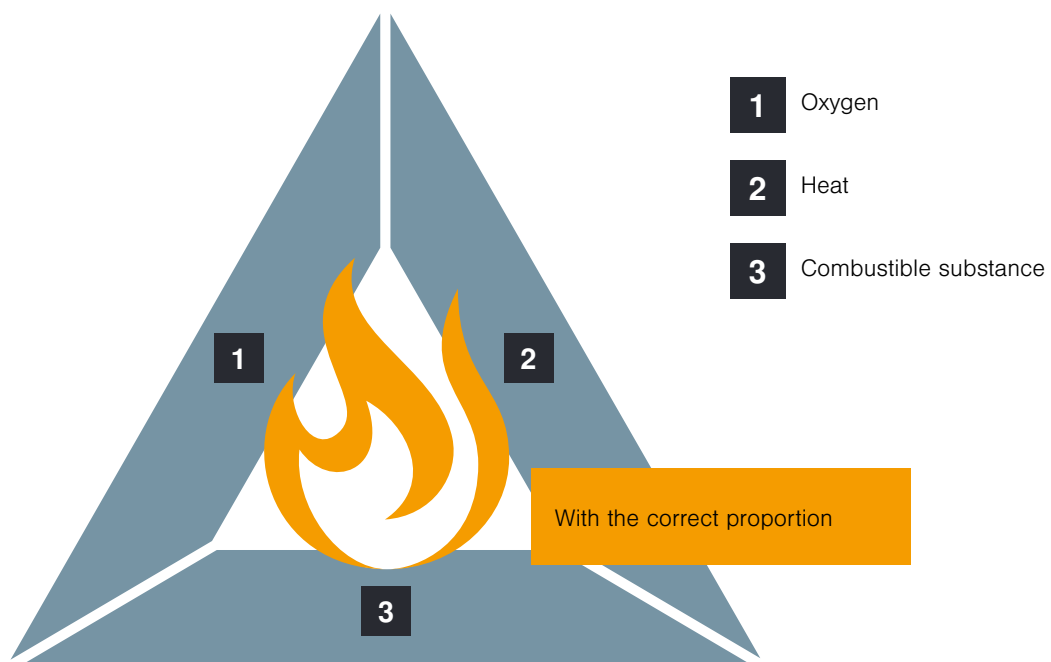 1 Oxygen
2 Heat
3 Combustible substance
1
2
With the correct proportion
3